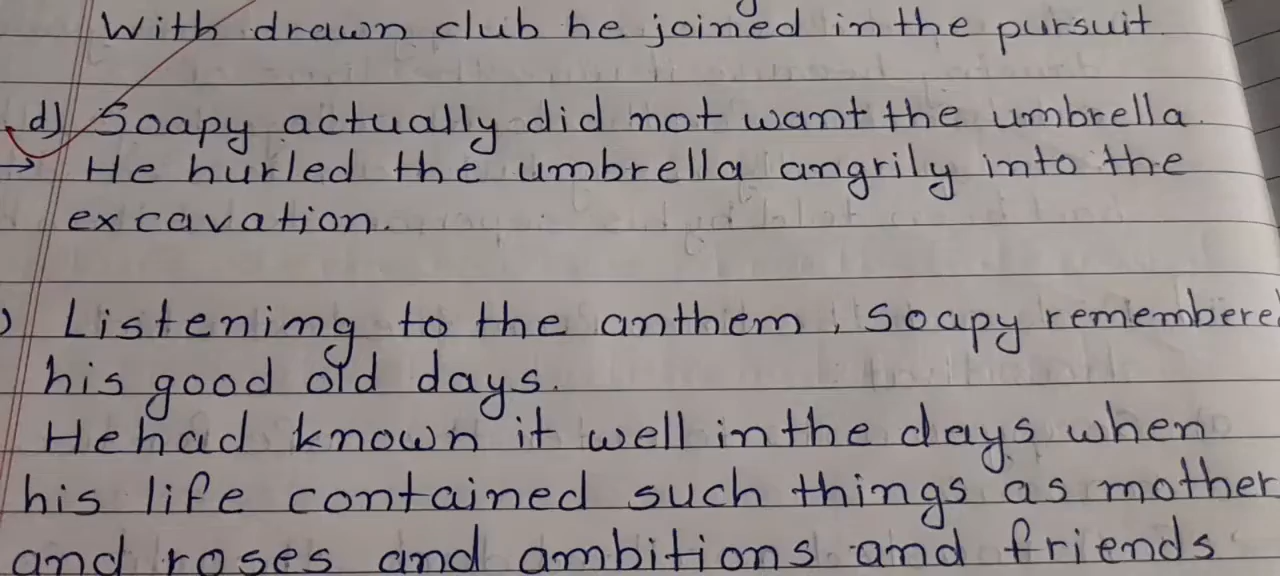 With drawn club he joined in the pursuit
d) Soapy actually did not want the umbrella.
→ He hurled the umbrella angrily into the
excavation.
) Listening to the anthem, Soapy remembere
his good old days.
He had known it well in the days when
his life contained such things as mother
and roses and ambitions and friends